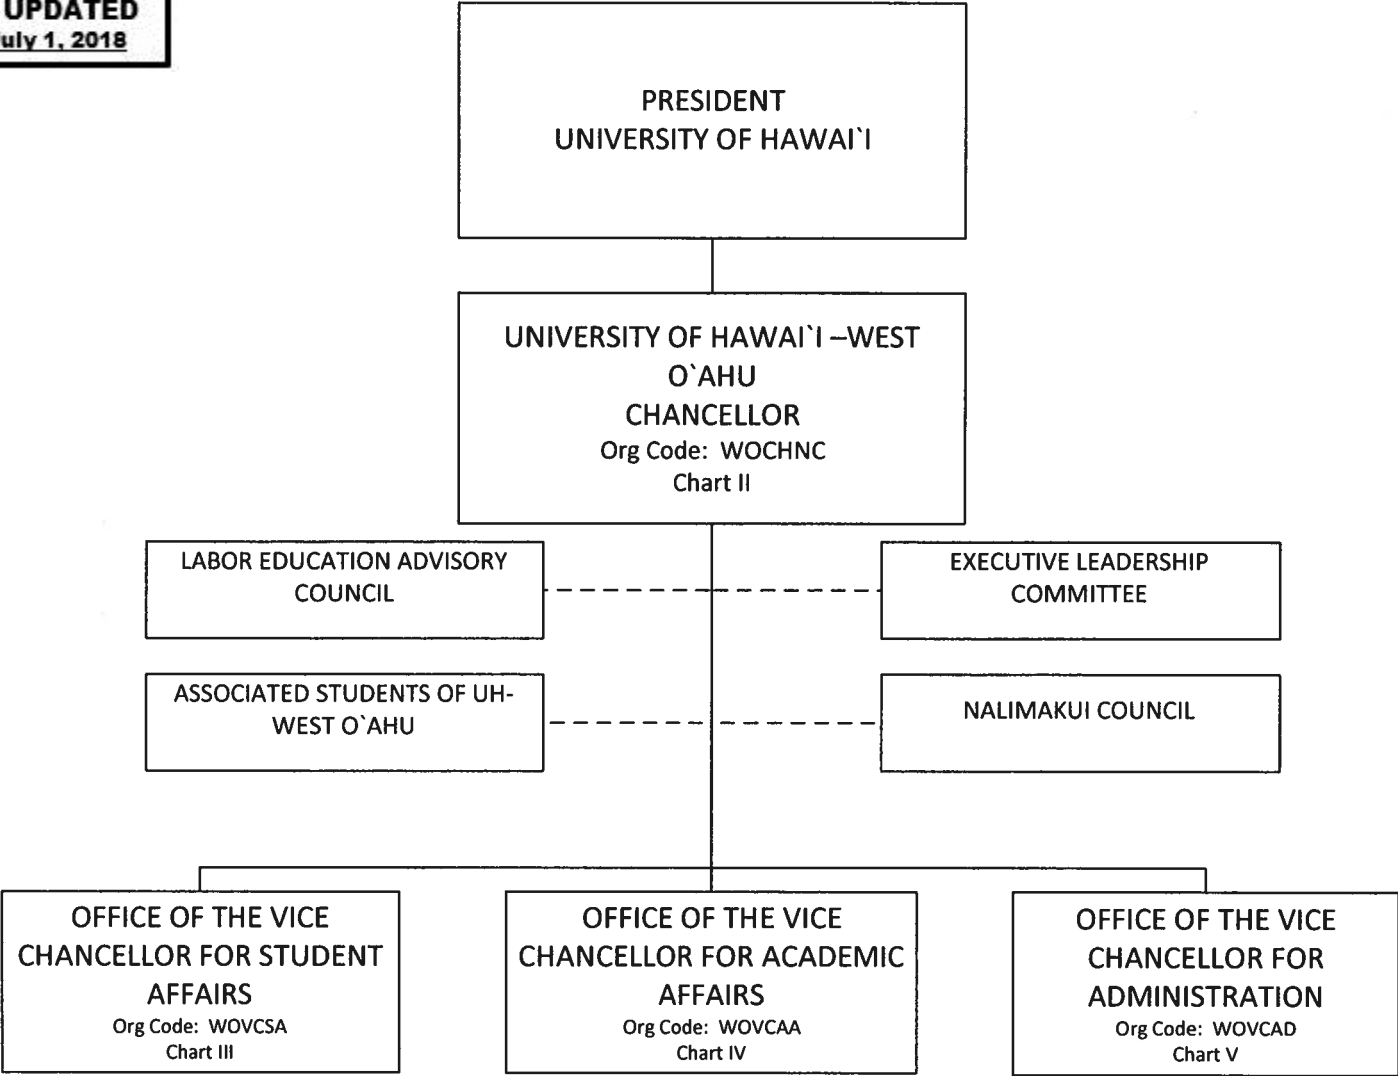 UPDATED
July 1, 2018
PRESIDENT
UNIVERSITY OF HAWAI`I
UNIVERSITY OF HAWAI`I –WEST
O`AHU
CHANCELLOR
Org Code: WOCHNC
Chart II
LABOR EDUCATION ADVISORY
COUNCIL
EXECUTIVE LEADERSHIP
COMMITTEE
ASSOCIATED STUDENTS OF UH-
WEST O`AHU
NALIMAKUI COUNCIL
OFFICE OF THE VICE
CHANCELLOR FOR STUDENT
AFFAIRS
Org Code: WOVCSA
Chart III
OFFICE OF THE VICE
CHANCELLOR FOR ACADEMIC
AFFAIRS
Org Code: WOVCAA
Chart IV
OFFICE OF THE VICE
CHANCELLOR FOR
ADMINISTRATION
Org Code: WOVCAD
Chart V